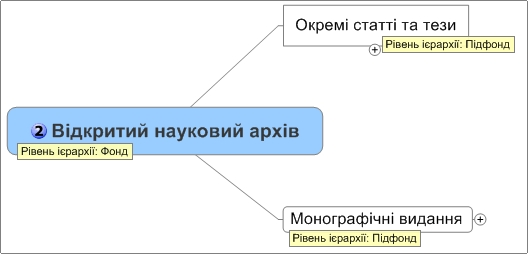 Окремі статті та тези
Рівень ієрархії: Підфонд
2 Відкритий науковий архів
Рівень ієрархії: Фонд
Монографічні видання
Рівень ієрархії: Підфонд